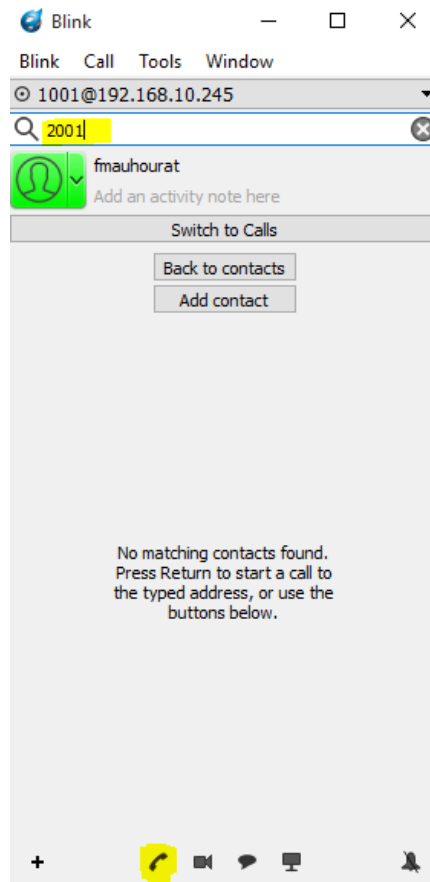 Blink
Blink Call Tools Window
1001@192.168.10.245
2001
fmauhourat
Add an activity note here
Switch to Calls
Back to contacts
Add contact
No matching contacts found.
Press Return to start a call to
the typed address, or use the
buttons below.